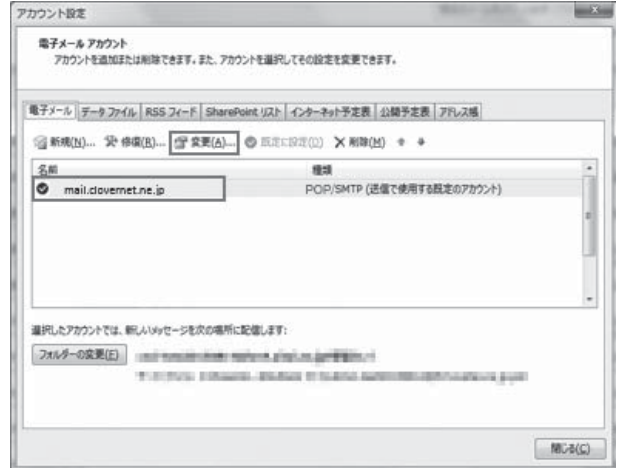 アカウント設定
電子メール アカウント
アカウントを追加または削除できます。また、アカウントを選択してその設定を変更できます。
電子メール データ ファイル RSS フィード SharePoint リスト インターネット予定表 公開予定表 アドレス帳
新規(N)... 修復(R)... 変更(A)... 既定に設定(D) 削除(M)
名前 種類
mail.clovernet.ne.jp POP/SMTP (送信で使用する既定のアカウント)
選択したアカウントでは、新しいメッセージを次の場所に配信します:
フォルダーの変更(F)
閉じる(C)